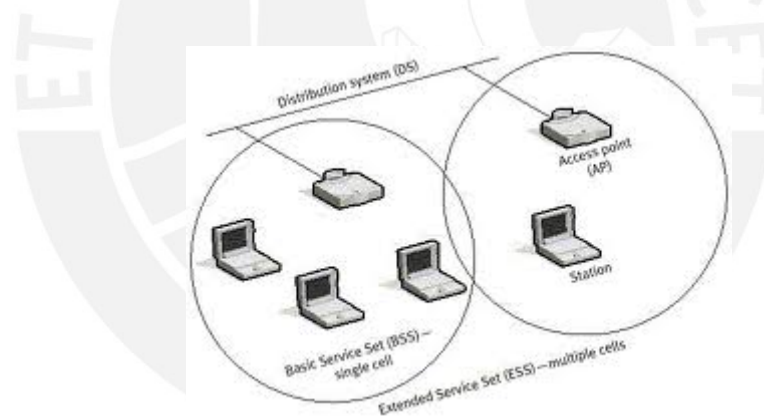 Distribution system (DS)
Access point
(AP)
Station
Basic Service Set (BSS)—
single cell
Extended Service Set (ESS)—multiple cells